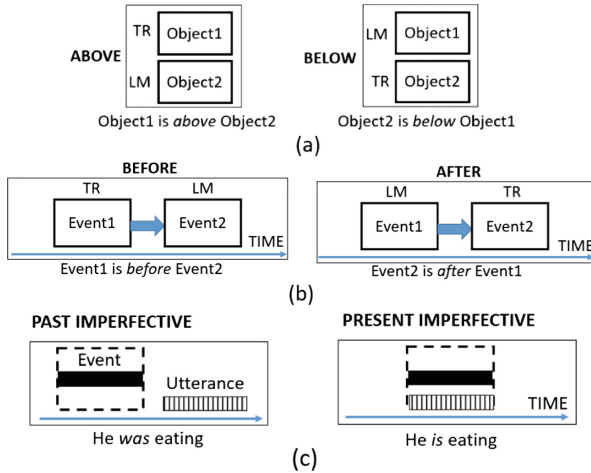 TR Object1 LM Object1
ABOVE BELOW
LM Object2 TR Object2
Object1 is above Object2 Object2 is below Object1
(a)
BEFORE AFTER
TR LM LM TR
Event1 Event2 Event1 Event2
TIME TIME
Event1 is before Event2 Event2 is after Event1
(b)
PAST IMPERFECTIVE PRESENT IMPERFECTIVE
Event
Utterance
TIME
He was eating He is eating
(c)